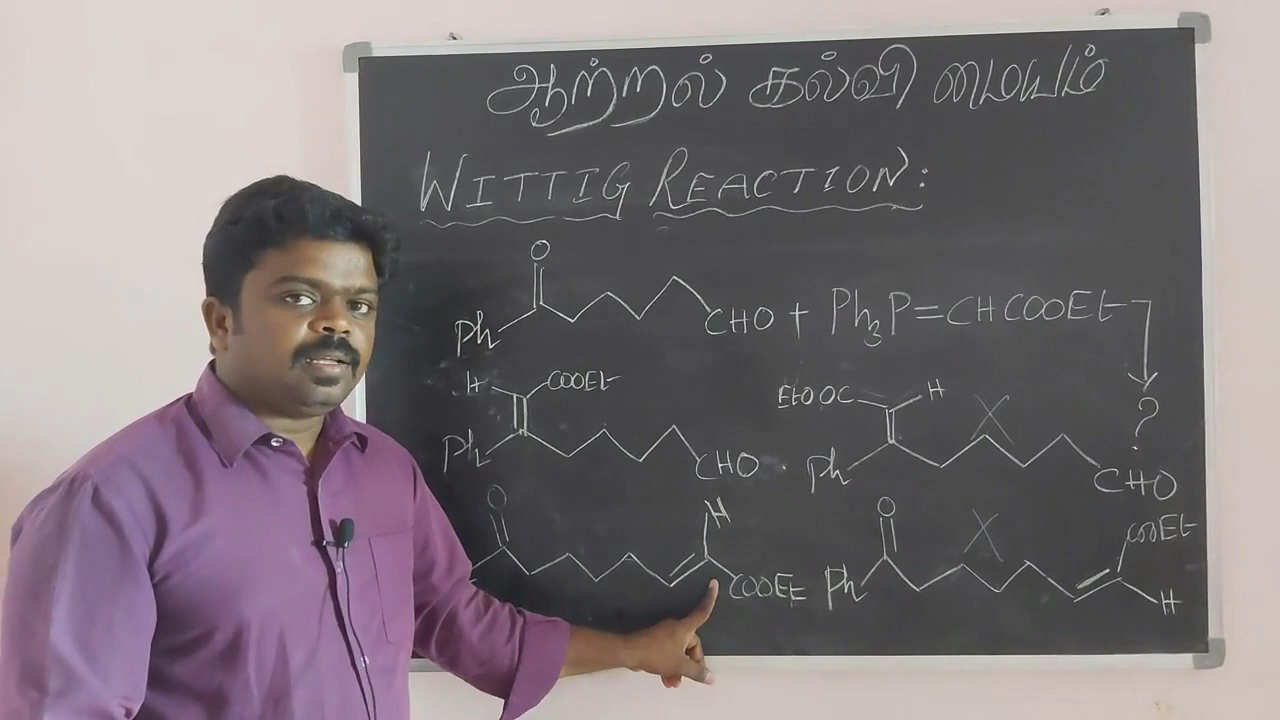 ஆற்றல் கல்வி மையம்
WITTIG REACTION:
O
Ph CHO + Ph3P=CHCOOEt
?
H COOEt
Ph CHO
EtOOC H X
Ph CHO
O H
COOEt
O X COOEt
Ph H